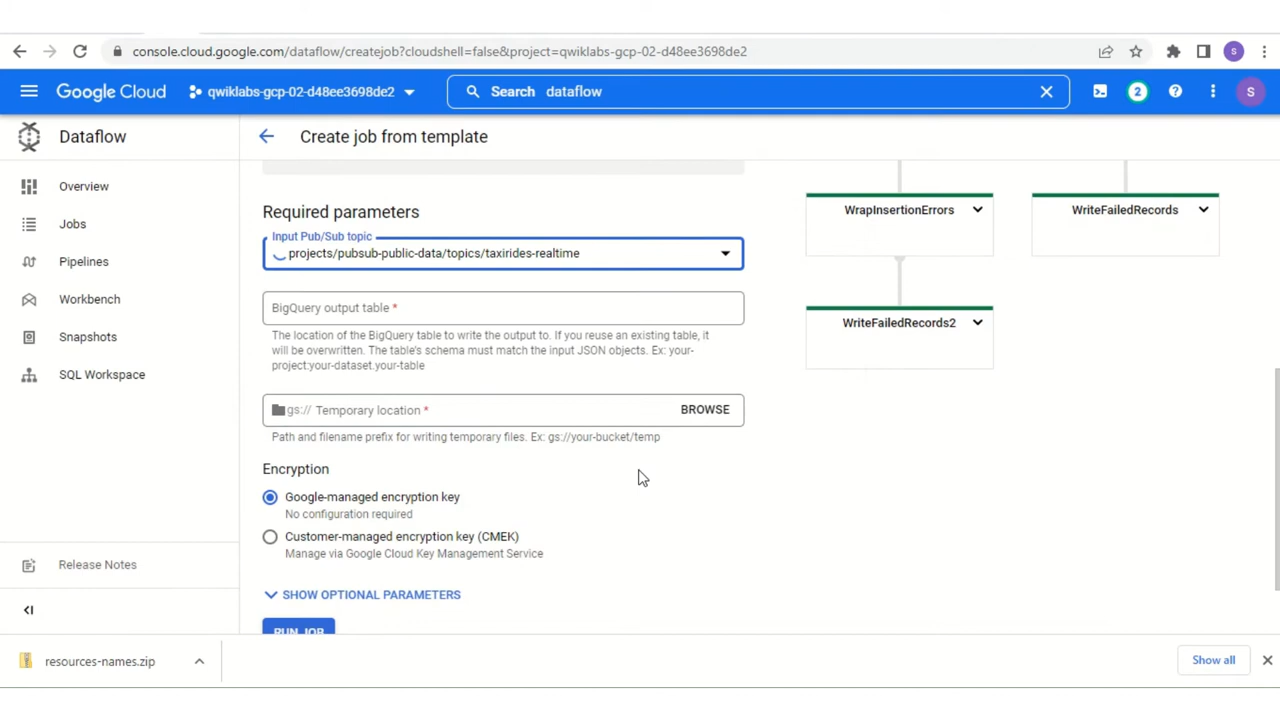 console.cloud.google.com/dataflow/createjob?cloudshell=false&project=qwiklabs-gcp-02-d48ee3698de2
S
Google Cloud
qwiklabs-gcp-02-d48ee3698de2
Search dataflow
2
S
Dataflow
Create job from template
Overview
Jobs
Pipelines
Workbench
Snapshots
SQL Workspace
Release Notes
Required parameters
Input Pub/Sub topic
projects/pubsub-public-data/topics/taxirides-realtime
BigQuery output table *
The location of the BigQuery table to write the output to. If you reuse an existing table, it
will be overwritten. The table's schema must match the input JSON objects. Ex: your-
project:your-dataset.your-table
gs:// Temporary location * BROWSE
Path and filename prefix for writing temporary files. Ex: gs://your-bucket/temp
Encryption
Google-managed encryption key
No configuration required
Customer-managed encryption key (CMEK)
Manage via Google Cloud Key Management Service
SHOW OPTIONAL PARAMETERS
RUN JOB
WrapInsertionErrors
WriteFailedRecords
WriteFailedRecords2
resources-names.zip
Show all